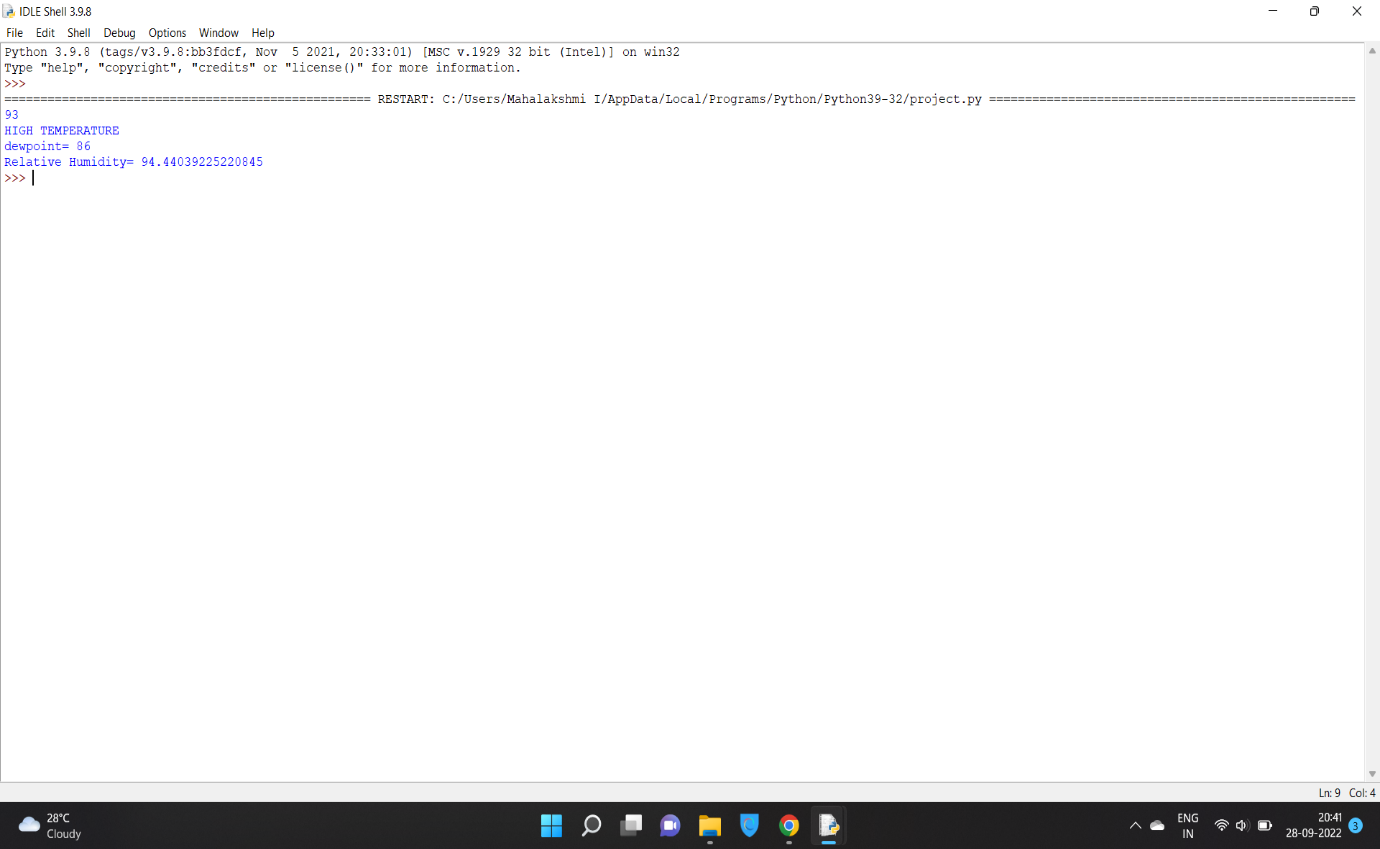 IDLE Shell 3.9.8
File Edit Shell Debug Options Window Help
Python 3.9.8 (tags/v3.9.8:bb3fdcf, Nov  5 2021, 20:33:01) [MSC v.1929 32 bit (Intel)] on win32
Type "help", "copyright", "credits" or "license()" for more information.
>>>
=================================================== RESTART: C:/Users/Mahalakshmi I/AppData/Local/Programs/Python/Python39-32/project.py ===================================================
93
HIGH TEMPERATURE
dewpoint= 86
Relative Humidity= 94.44039225220845
>>>
Ln: 9 Col: 4
28°C
Cloudy
ENG
IN
20:41
28-09-2022
3